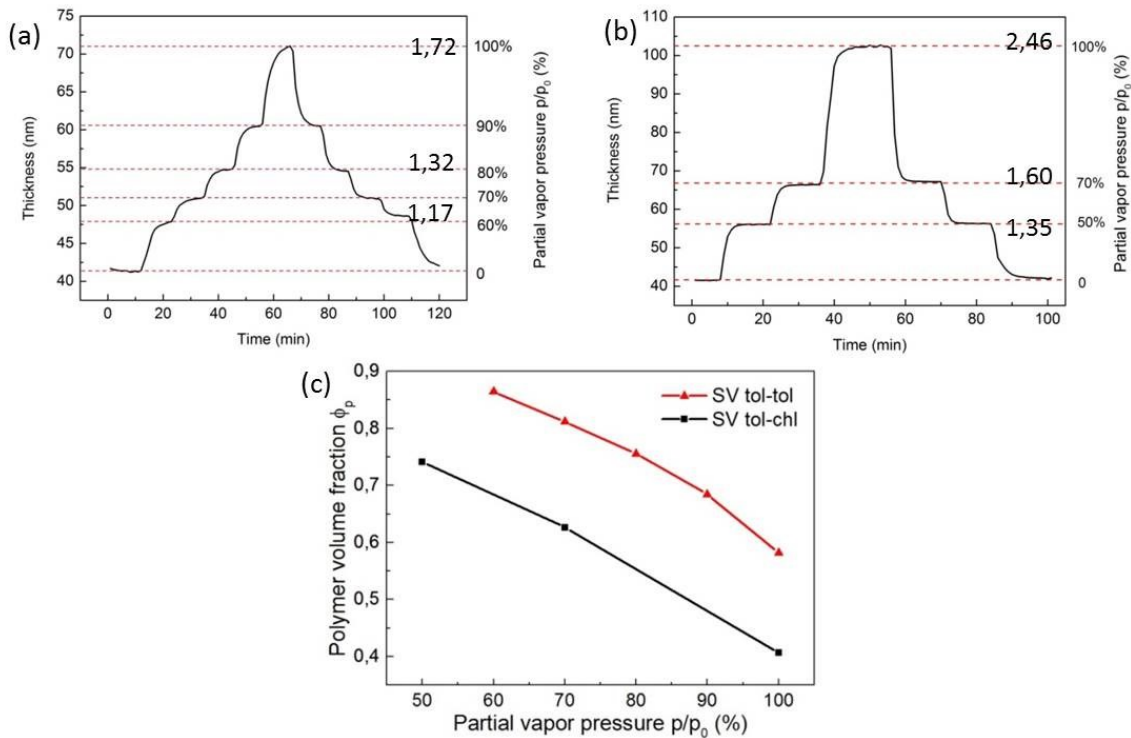 (a)
75
70
65
60
55
50
45
40
Thickness (nm)
1,72
1,32
1,17
100%
90%
80%
70%
60%
0
Partial vapor pressure p/p₀ (%)
0 20 40 60 80 100 120
Time (min)
(b)
110
100
90
80
70
60
50
40
Thickness (nm)
2,46
1,60
1,35
100%
70%
50%
0
Partial vapor pressure p/p₀ (%)
0 20 40 60 80 100
Time (min)
(c)
0,9
0,8
0,7
0,6
0,5
0,4
Polymer volume fraction ϕₚ
SV tol-tol
SV tol-chl
50 60 70 80 90 100
Partial vapor pressure p/p₀ (%)